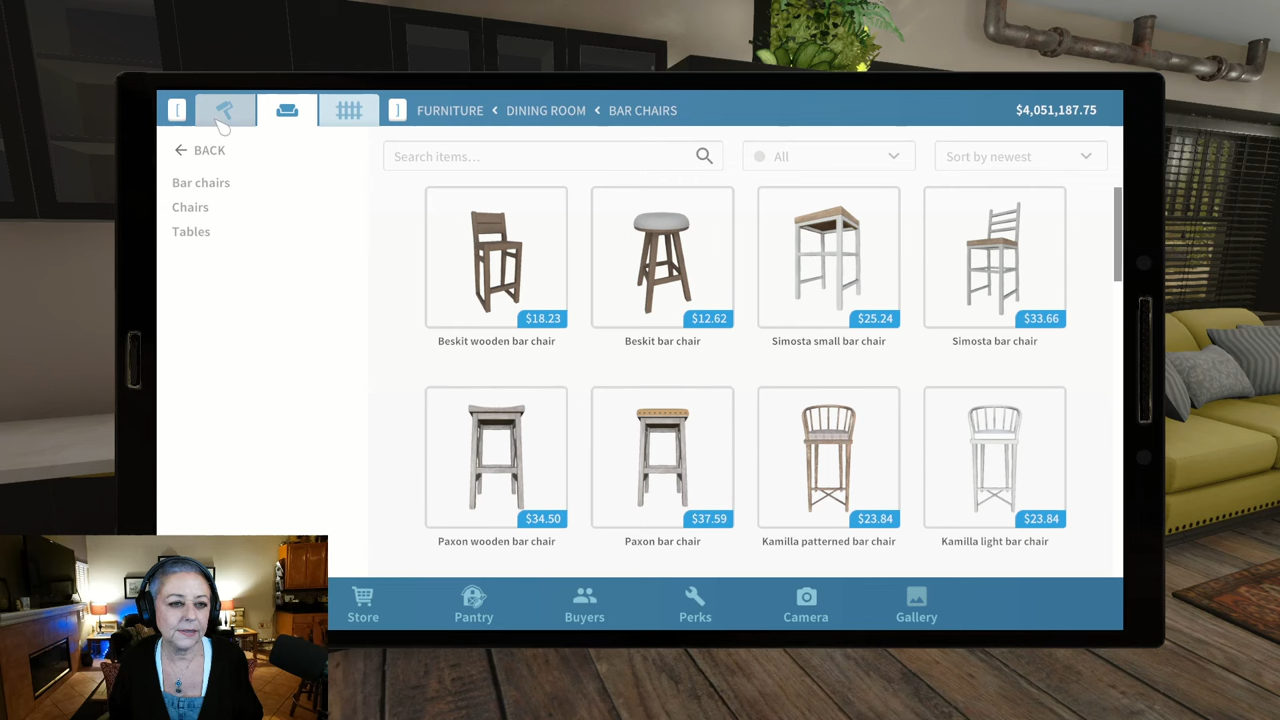 [
]
FURNITURE < DINING ROOM < BAR CHAIRS
$4,051,187.75
← BACK
Bar chairs
Chairs
Tables
Search items...
All
Sort by newest
$18.23
$12.62
$25.24
$33.66
Beskit wooden bar chair
Beskit bar chair
Simosta small bar chair
Simosta bar chair
$34.50
$37.59
$23.84
$23.84
Paxon wooden bar chair
Paxon bar chair
Kamilla patterned bar chair
Kamilla light bar chair
Store
Pantry
Buyers
Perks
Camera
Gallery